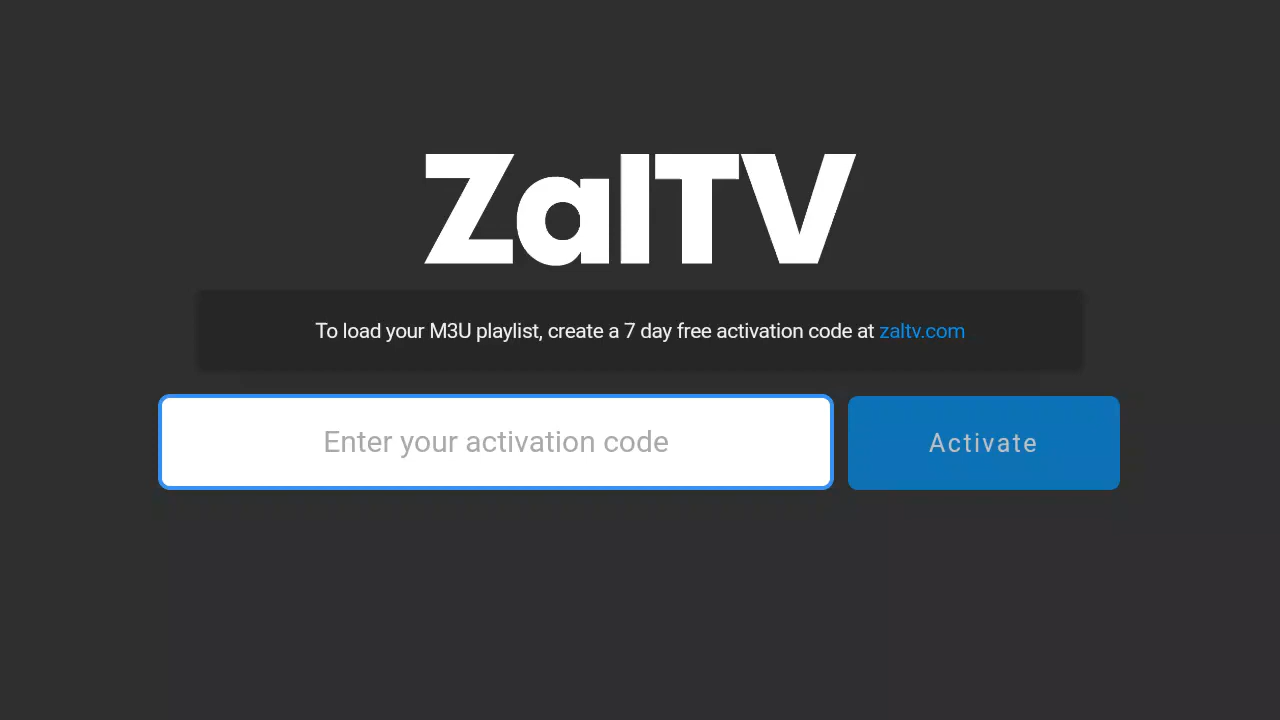 ZalTV
To load your M3U playlist, create a 7 day free activation code at zaltv.com
Enter your activation code
Activate